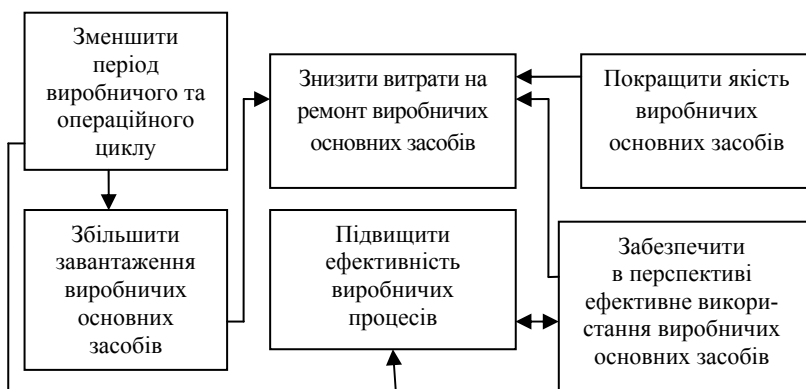 Зменшити
період
виробничого та
операційного
циклу
Знизити витрати на
ремонт виробничих
основних засобів
Покращити якість
виробничих
основних засобів
Збільшити
завантаження
виробничих
основних
засобів
Підвищити
ефективність
виробничих
процесів
Забезпечити
в перспективі
ефективне викори-
стання виробничих
основних засобів